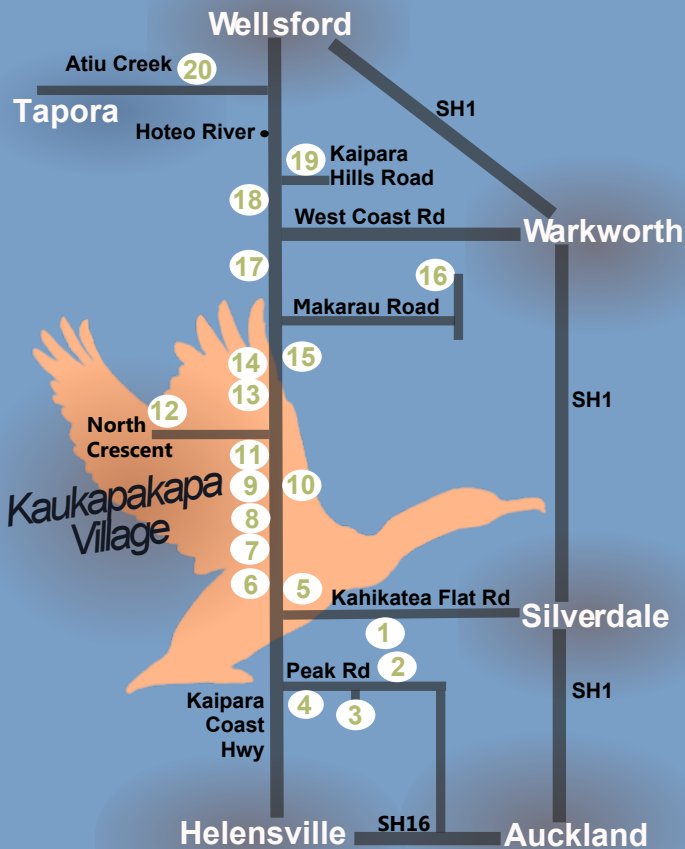 Wellsford
Atiu Creek 20
Tapora
SH1
Hoteo River
19 Kaipara
Hills Road
18
West Coast Rd
Warkworth
17
16
Makarau Road
14 15
13
SH1
12
North
Crescent
11
9 10
Kaukapakapa
Village
8
7
6 5
Kahikatea Flat Rd
Silverdale
1
Peak Rd 2
SH1
4 3
Kaipara
Coast
Hwy
Helensville
SH16
Auckland